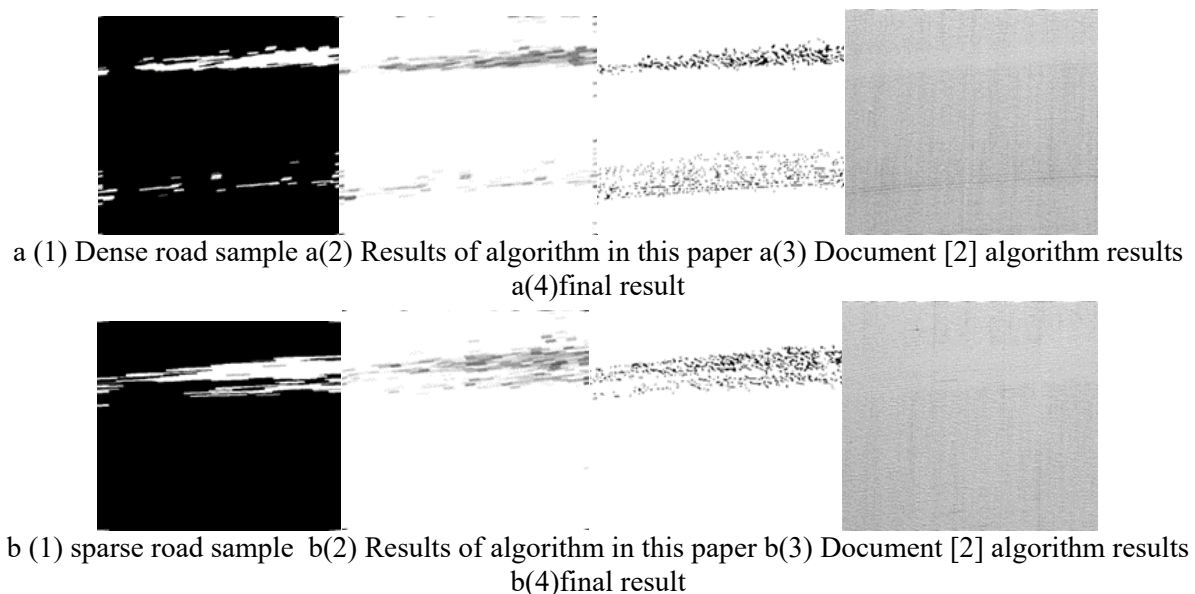 a (1) Dense road sample a(2) Results of algorithm in this paper a(3) Document [2] algorithm results
a(4)final result
b (1) sparse road sample b(2) Results of algorithm in this paper b(3) Document [2] algorithm results
b(4)final result